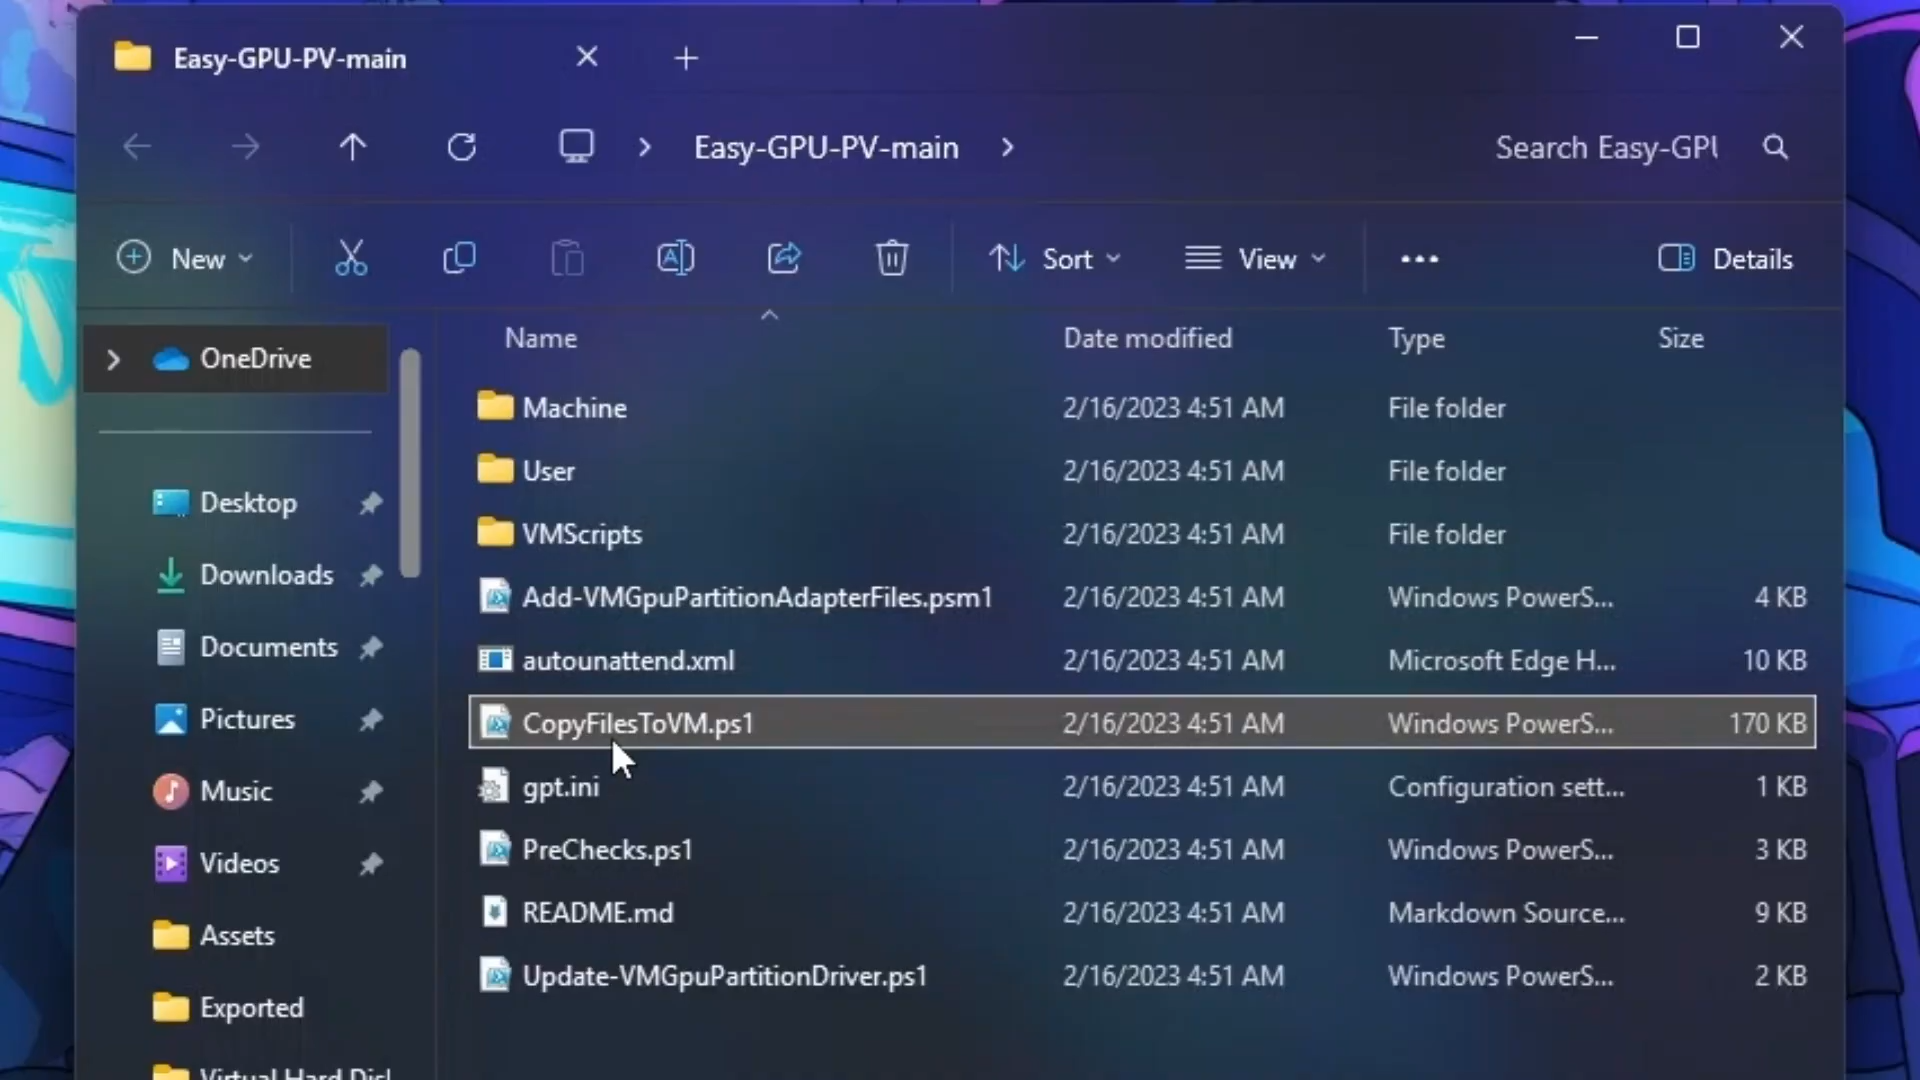 Easy-GPU-PV-main
Easy-GPU-PV-main
Search Easy-GPU
New
Sort
View
Details
Name Date modified Type Size
OneDrive
Desktop
Downloads
Documents
Pictures
Music
Videos
Assets
Exported
Virtual Hard Disl
Machine 2/16/2023 4:51 AM File folder
User 2/16/2023 4:51 AM File folder
VMScripts 2/16/2023 4:51 AM File folder
Add-VMGpuPartitionAdapterFiles.psm1 2/16/2023 4:51 AM Windows PowerS... 4 KB
autounattend.xml 2/16/2023 4:51 AM Microsoft Edge H... 10 KB
CopyFilesToVM.ps1 2/16/2023 4:51 AM Windows PowerS... 170 KB
gpt.ini 2/16/2023 4:51 AM Configuration sett... 1 KB
PreChecks.ps1 2/16/2023 4:51 AM Windows PowerS... 3 KB
README.md 2/16/2023 4:51 AM Markdown Source... 9 KB
Update-VMGpuPartitionDriver.ps1 2/16/2023 4:51 AM Windows PowerS... 2 KB